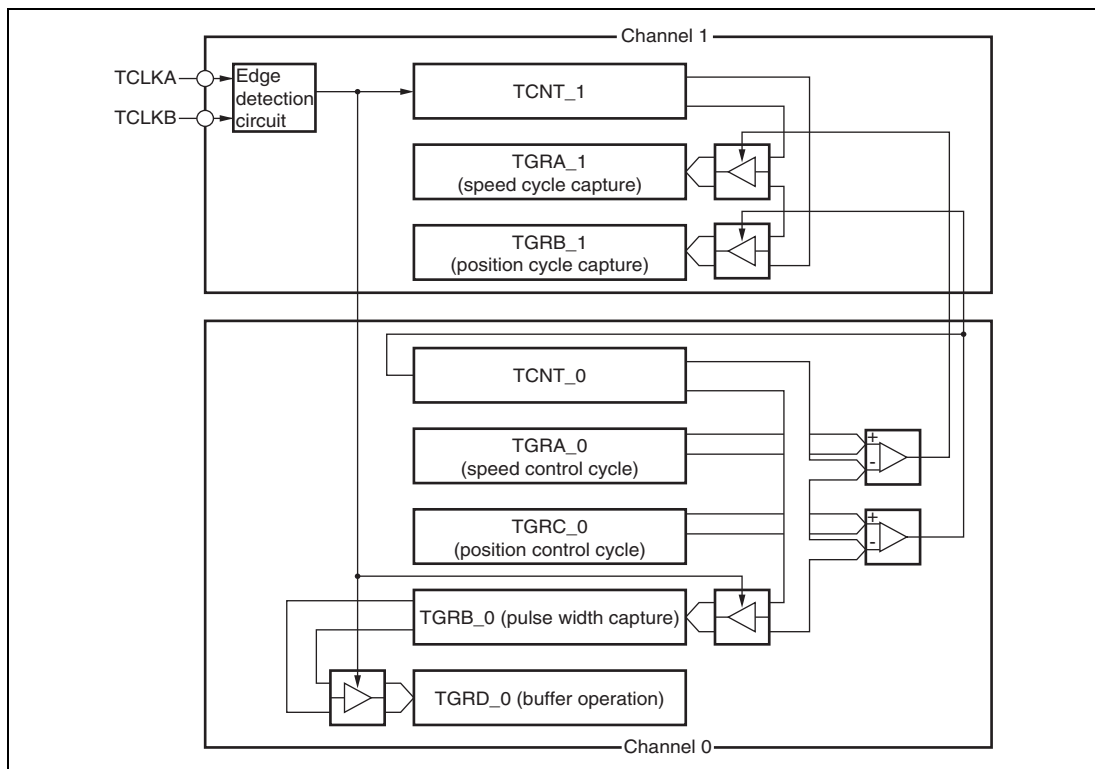 Channel 1
TCLKA
TCLKB
Edge
detection
circuit
TCNT_1
TGRA_1
(speed cycle capture)
TGRB_1
(position cycle capture)
TCNT_0
TGRA_0
(speed control cycle)
+
-
TGRC_0
(position control cycle)
+
-
TGRB_0 (pulse width capture)
TGRD_0 (buffer operation)
Channel 0